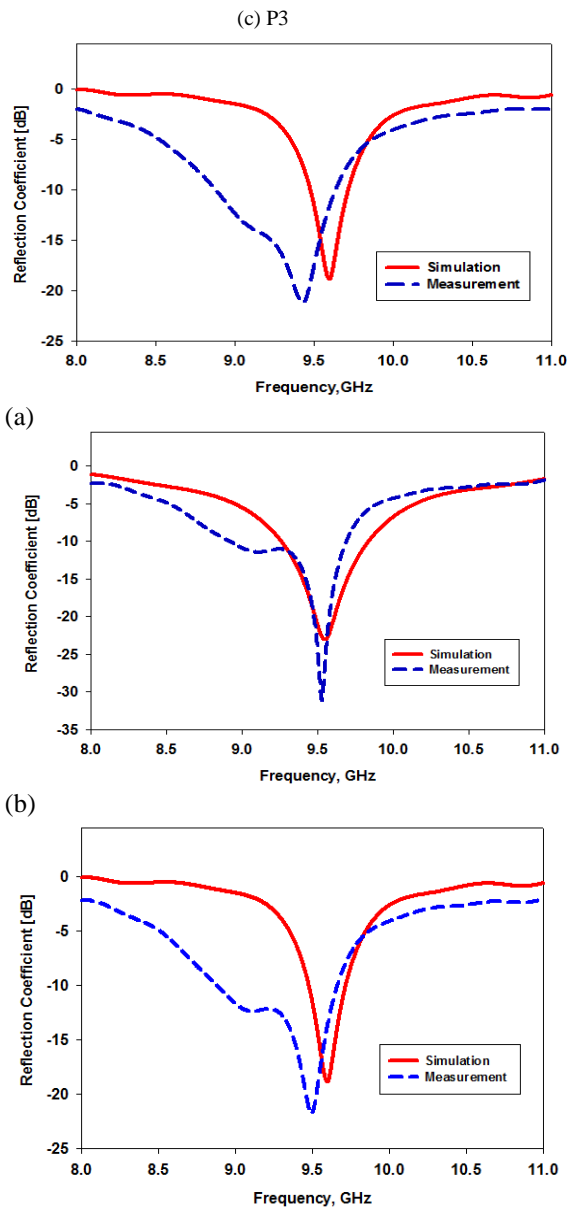 (c) P3
Reflection Coefficient [dB]
0
-5
-10
-15
-20
-25
Simulation
Measurement
8.0 8.5 9.0 9.5 10.0 10.5 11.0
Frequency,GHz
(a)
Reflection Coefficient [dB]
0
-5
-10
-15
-20
-25
-30
-35
Simulation
Measurement
8.0 8.5 9.0 9.5 10.0 10.5 11.0
Frequency, GHz
(b)
Reflection Coefficient [dB]
0
-5
-10
-15
-20
-25
Simulation
Measurement
8.0 8.5 9.0 9.5 10.0 10.5 11.0
Frequency, GHz